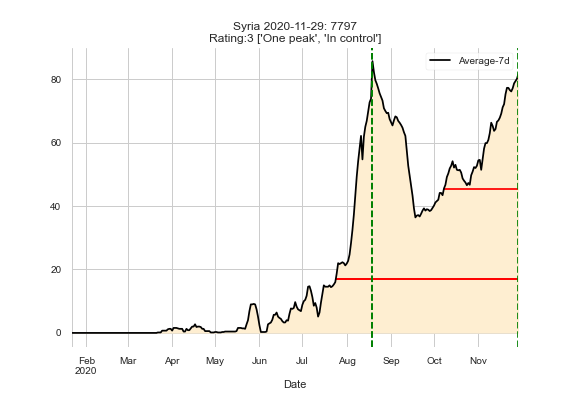 Syria 2020-11-29: 7797
Rating:3 ['One peak', 'In control']
Average-7d
80
60
40
20
0
Feb Mar Apr May Jun Jul Aug Sep Oct Nov
2020
Date